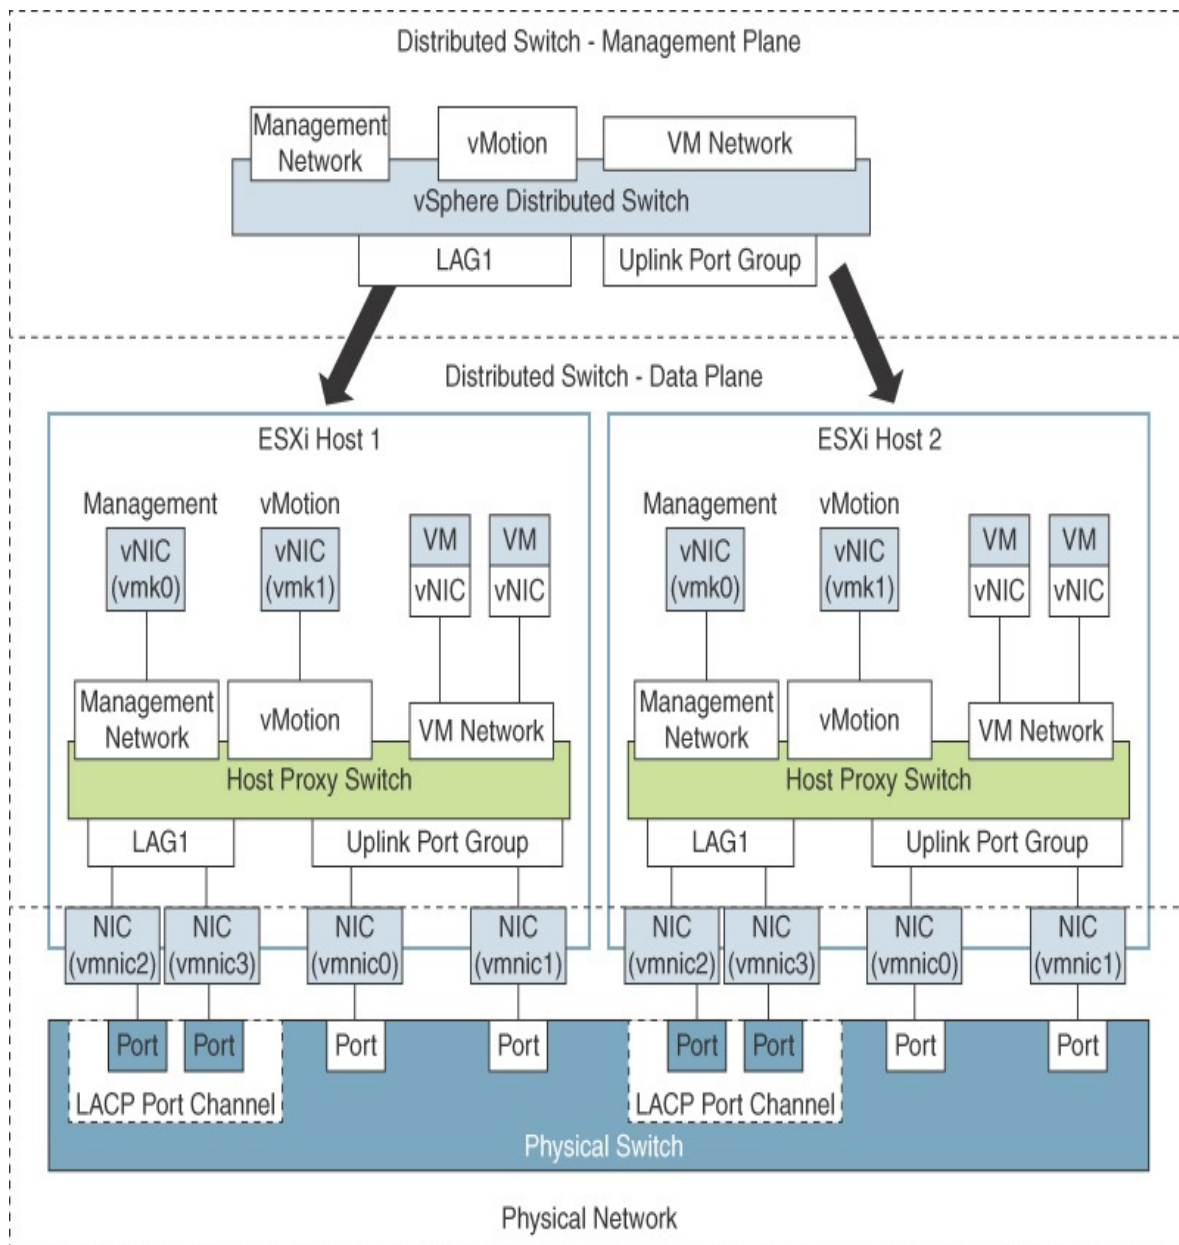 Distributed Switch - Management Plane
Management
Network
vMotion
VM Network
vSphere Distributed Switch
LAG1
Uplink Port Group
Distributed Switch - Data Plane
ESXi Host 1
Management
vNIC
(vmk0)
vMotion
vNIC
(vmk1)
VM
vNIC
VM
vNIC
Management
Network
vMotion
VM Network
Host Proxy Switch
LAG1
Uplink Port Group
NIC
(vmnic2)
NIC
(vmnic3)
NIC
(vmnic0)
NIC
(vmnic1)
ESXi Host 2
Management
vNIC
(vmk0)
vMotion
vNIC
(vmk1)
VM
vNIC
VM
vNIC
Management
Network
vMotion
VM Network
Host Proxy Switch
LAG1
Uplink Port Group
NIC
(vmnic2)
NIC
(vmnic3)
NIC
(vmnic0)
NIC
(vmnic1)
Port
Port
LACP Port Channel
Port
Port
Port
Port
LACP Port Channel
Port
Port
Physical Switch
Physical Network